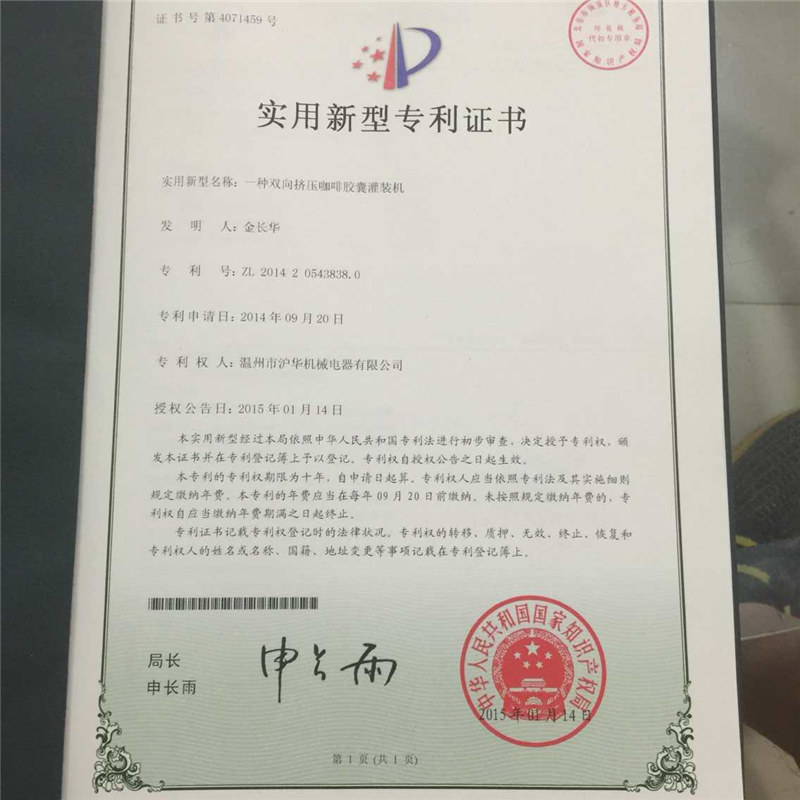 证书号第4071459号
实用新型专利证书
实用新型名称：一种双向挤压咖啡胶囊灌装机
发明人：金长华
专利号：ZL 2014 2 0543838.0
专利申请日：2014年09月20日
专利权人：温州市沪华机械电器有限公司
授权公告日：2015年01月14日
本实用新型经过本局依照中华人民共和国专利法进行初步审查，决定授予专利权，颁
发本证书并在专利登记簿上予以登记。专利权自授权公告之日起生效。
本专利的专利权期限为十年，自申请日起算。专利权人应当依照专利法及其实施细则
规定缴纳年费。本专利的年费应当在每年09月20日前缴纳。未按照规定缴纳年费的，专
利权自应当缴纳年费期满之日起终止。
专利证书记载专利权登记时的法律状况。专利权的转移、质押、无效、终止、恢复和
专利权人的姓名或名称、国籍、地址变更等事项记载在专利登记簿上。
局长
申长雨
申长雨
中华人民共和国国家知识产权局
2015年01月14日
第1页(共1页)